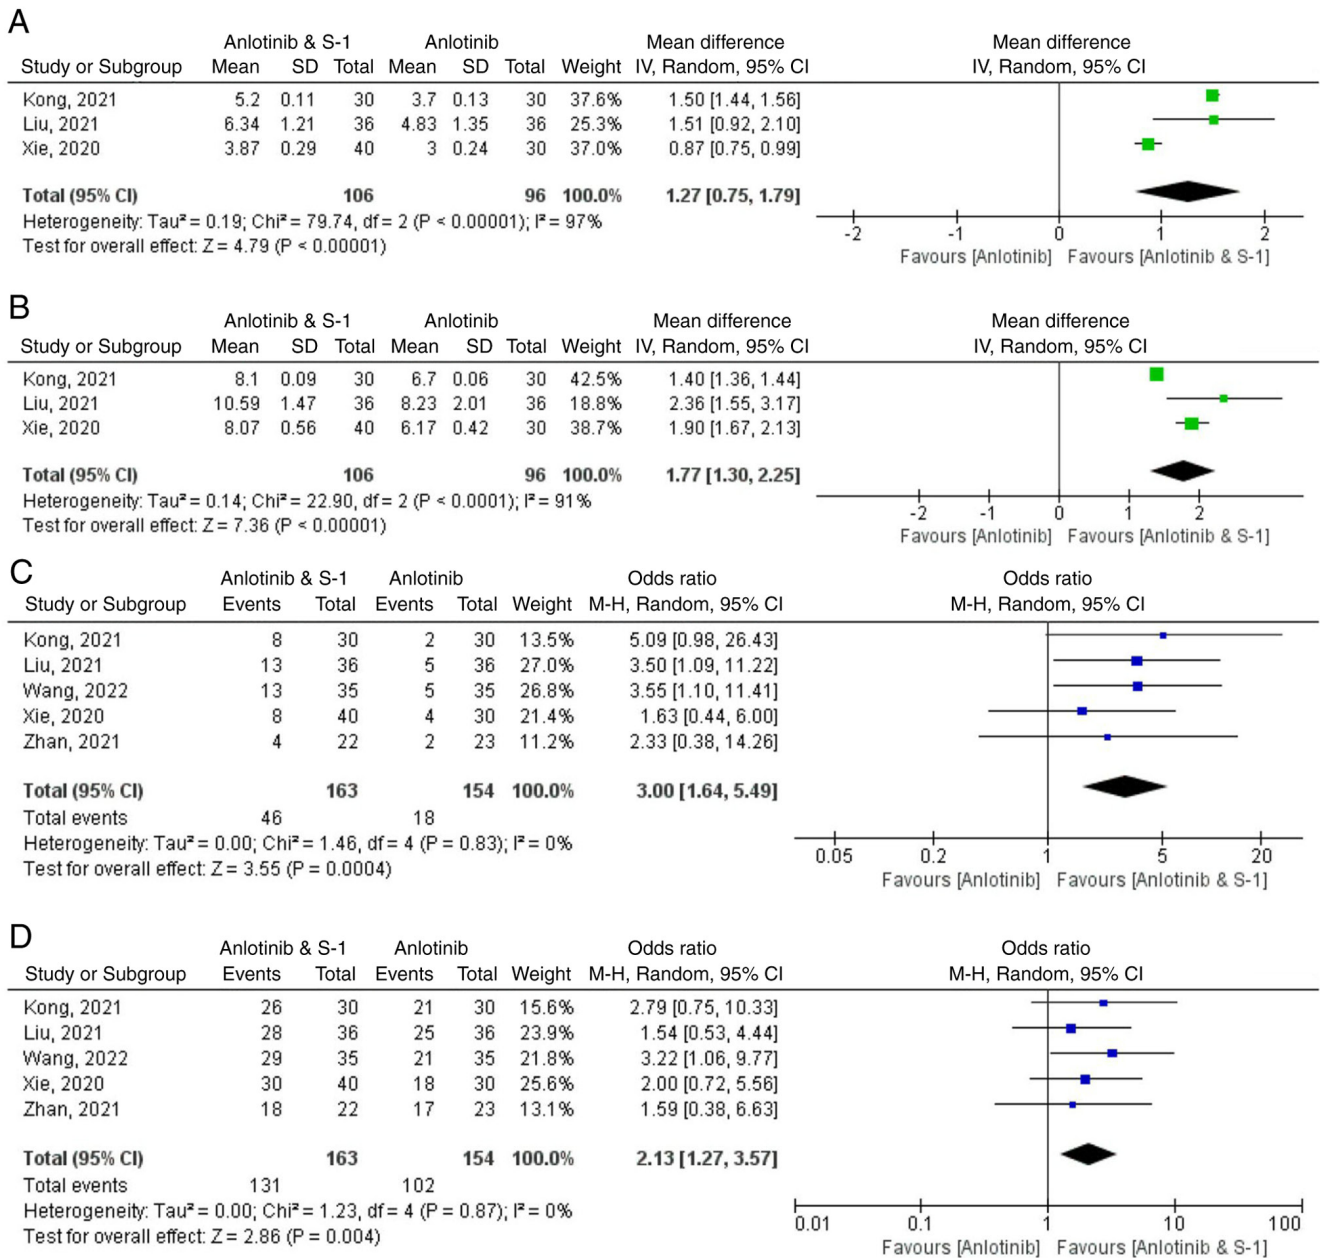 A
Anlotinib & S-1 Anlotinib Mean difference Mean difference
Study or Subgroup Mean SD Total Mean SD Total Weight IV, Random, 95% CI IV, Random, 95% CI
Kong, 2021 5.2 0.11 30 3.7 0.13 30 37.6% 1.50 [1.44, 1.56]
Liu, 2021 6.34 1.21 36 4.83 1.35 36 25.3% 1.51 [0.92, 2.10]
Xie, 2020 3.87 0.29 40 3 0.24 30 37.0% 0.87 [0.75, 0.99]
Total (95% CI) 106 96 100.0% 1.27 [0.75, 1.79]
Heterogeneity: Tau² = 0.19; Chi² = 79.74, df = 2 (P < 0.00001); I² = 97%
Test for overall effect: Z = 4.79 (P < 0.00001)
-2 -1 0 1 2
Favours [Anlotinib] Favours [Anlotinib & S-1]
B
Anlotinib & S-1 Anlotinib Mean difference Mean difference
Study or Subgroup Mean SD Total Mean SD Total Weight IV, Random, 95% CI IV, Random, 95% CI
Kong, 2021 8.1 0.09 30 6.7 0.06 30 42.5% 1.40 [1.36, 1.44]
Liu, 2021 10.59 1.47 36 8.23 2.01 36 18.8% 2.36 [1.55, 3.17]
Xie, 2020 8.07 0.56 40 6.17 0.42 30 38.7% 1.90 [1.67, 2.13]
Total (95% CI) 106 96 100.0% 1.77 [1.30, 2.25]
Heterogeneity: Tau² = 0.14; Chi² = 22.90, df = 2 (P < 0.0001); I² = 91%
Test for overall effect: Z = 7.36 (P < 0.00001)
-2 -1 0 1 2
Favours [Anlotinib] Favours [Anlotinib & S-1]
C
Anlotinib & S-1 Anlotinib Odds ratio Odds ratio
Study or Subgroup Events Total Events Total Weight M-H, Random, 95% CI M-H, Random, 95% CI
Kong, 2021 8 30 2 30 13.5% 5.09 [0.98, 26.43]
Liu, 2021 13 36 5 36 27.0% 3.50 [1.09, 11.22]
Wang, 2022 13 35 5 35 26.8% 3.55 [1.10, 11.41]
Xie, 2020 8 40 4 30 21.4% 1.63 [0.44, 6.00]
Zhan, 2021 4 22 2 23 11.2% 2.33 [0.38, 14.26]
Total (95% CI) 163 154 100.0% 3.00 [1.64, 5.49]
Total events 46 18
Heterogeneity: Tau² = 0.00; Chi² = 1.46, df = 4 (P = 0.83); I² = 0%
Test for overall effect: Z = 3.55 (P = 0.0004)
0.05 0.2 1 5 20
Favours [Anlotinib] Favours [Anlotinib & S-1]
D
Anlotinib & S-1 Anlotinib Odds ratio Odds ratio
Study or Subgroup Events Total Events Total Weight M-H, Random, 95% CI M-H, Random, 95% CI
Kong, 2021 26 30 21 30 15.6% 2.79 [0.75, 10.33]
Liu, 2021 28 36 25 36 23.9% 1.54 [0.53, 4.44]
Wang, 2022 29 35 21 35 21.8% 3.22 [1.06, 9.77]
Xie, 2020 30 40 18 30 25.6% 2.00 [0.72, 5.56]
Zhan, 2021 18 22 17 23 13.1% 1.59 [0.38, 6.63]
Total (95% CI) 163 154 100.0% 2.13 [1.27, 3.57]
Total events 131 102
Heterogeneity: Tau² = 0.00; Chi² = 1.23, df = 4 (P = 0.87); I² = 0%
Test for overall effect: Z = 2.86 (P = 0.004)
0.01 0.1 1 10 100
Favours [Anlotinib] Favours [Anlotinib & S-1]